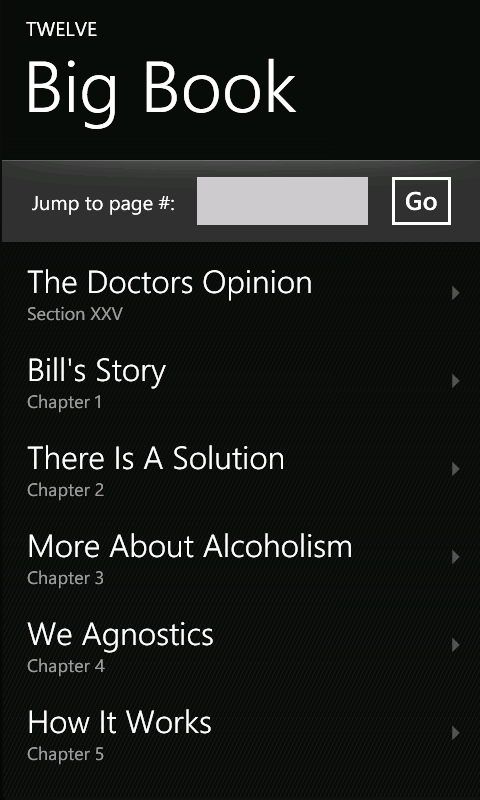 TWELVE
Big Book
Jump to page #:
Go
The Doctors Opinion
Section XXV
Bill's Story
Chapter 1
There Is A Solution
Chapter 2
More About Alcoholism
Chapter 3
We Agnostics
Chapter 4
How It Works
Chapter 5